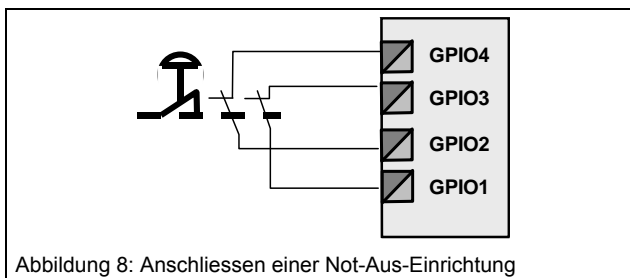 GPIO4
GPIO3
GPIO2
GPIO1
Abbildung 8: Anschliessen einer Not-Aus-Einrichtung